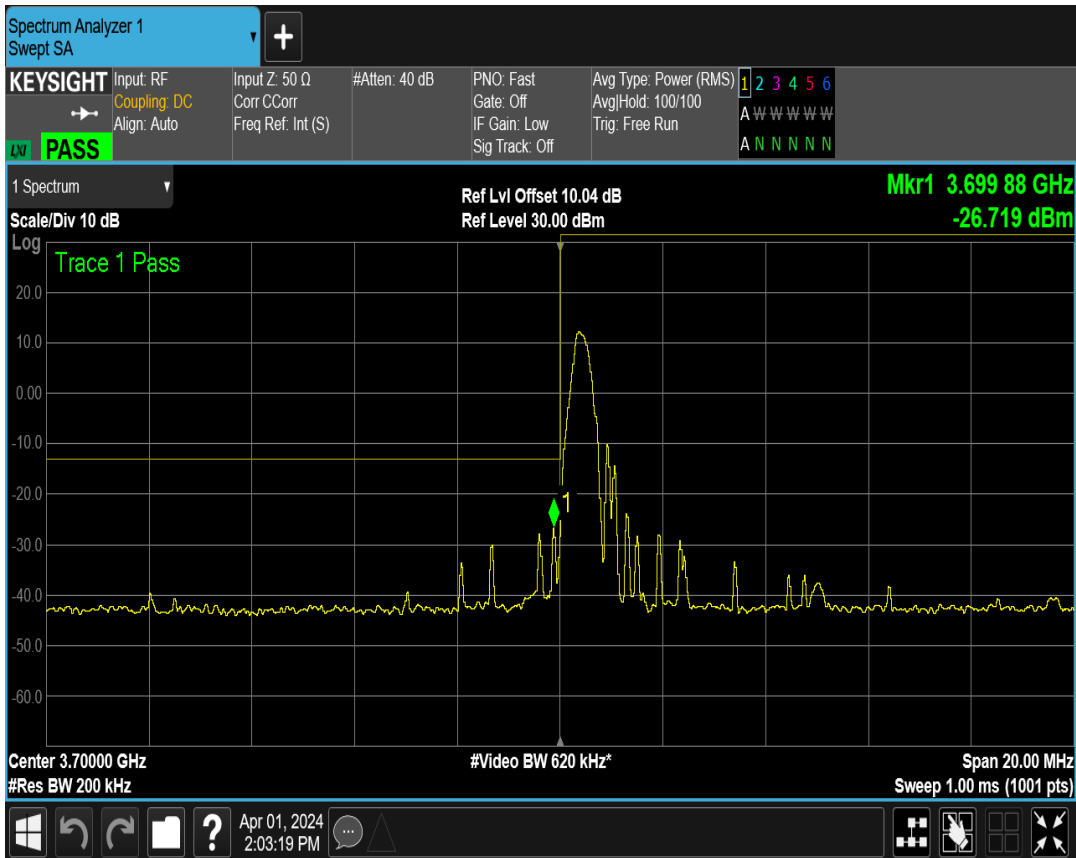 Spectrum Analyzer 1
Swept SA
+
KEYSIGHT
LXI PASS
Input: RF
Coupling: DC
Align: Auto
Input Z: 50 Ω
Corr CCorr
Freq Ref: Int (S)
#Atten: 40 dB
PNO: Fast
Gate: Off
IF Gain: Low
Sig Track: Off
Avg Type: Power (RMS)
Avg|Hold: 100/100
Trig: Free Run
1 2 3 4 5 6
A W W W W W
A N N N N N
1 Spectrum
Scale/Div 10 dB
Ref Lvl Offset 10.04 dB
Ref Level 30.00 dBm
Mkr1 3.699 88 GHz
-26.719 dBm
Log
Trace 1 Pass
20.0
10.0
0.00
-10.0
-20.0
1
-30.0
-40.0
-50.0
-60.0
Center 3.70000 GHz
#Res BW 200 kHz
#Video BW 620 kHz*
Span 20.00 MHz
Sweep 1.00 ms (1001 pts)
?
Apr 01, 2024
2:03:19 PM